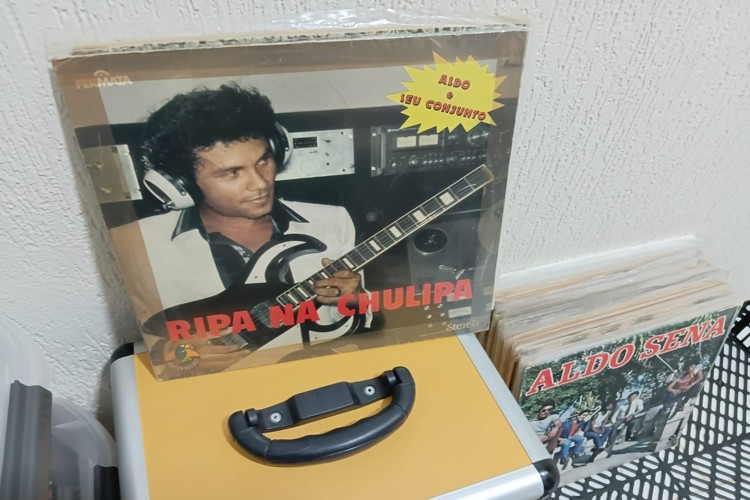 FERMATA
ALDO
e
SEU CONJUNTO
RIPA NA CHULIPA
Stereo
ALDO SENA